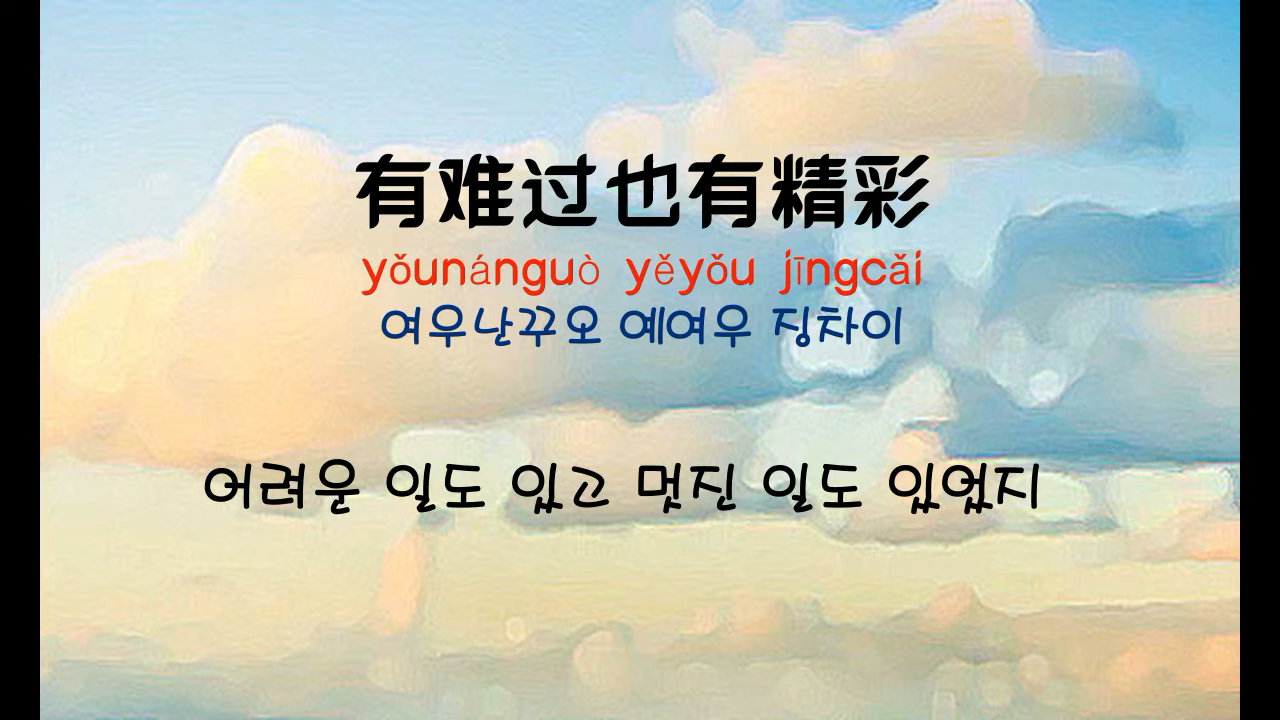 有难过也有精彩
yǒunánguò yěyǒu jīngcǎi
여우난꾸오 예여우 징차이
어려운 일도 있고 멋진 일도 있었지